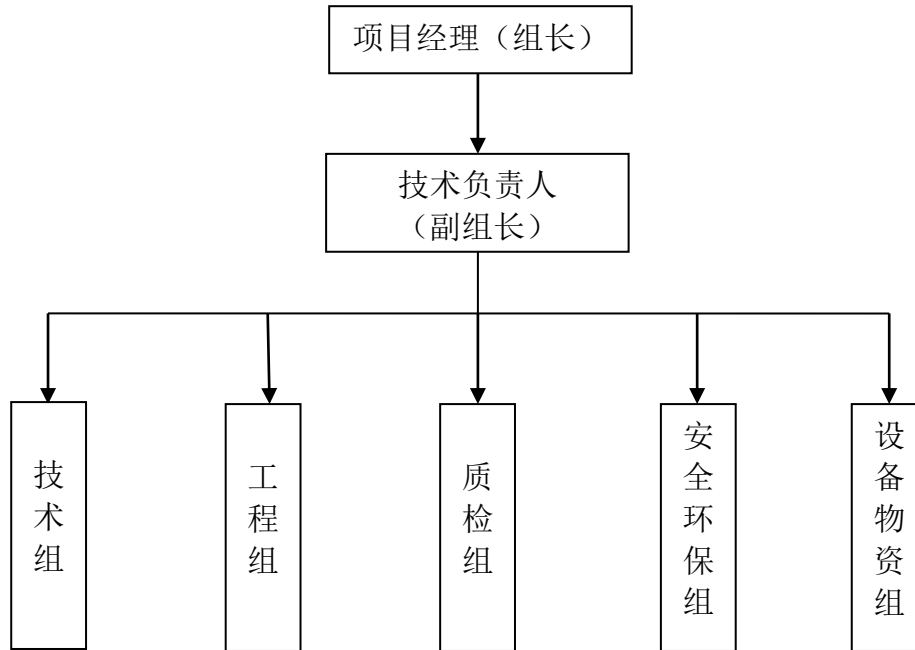 项目经理（组长）
技术负责人
（副组长）
技术组
工程组
质检组
安全环保组
设备物资组